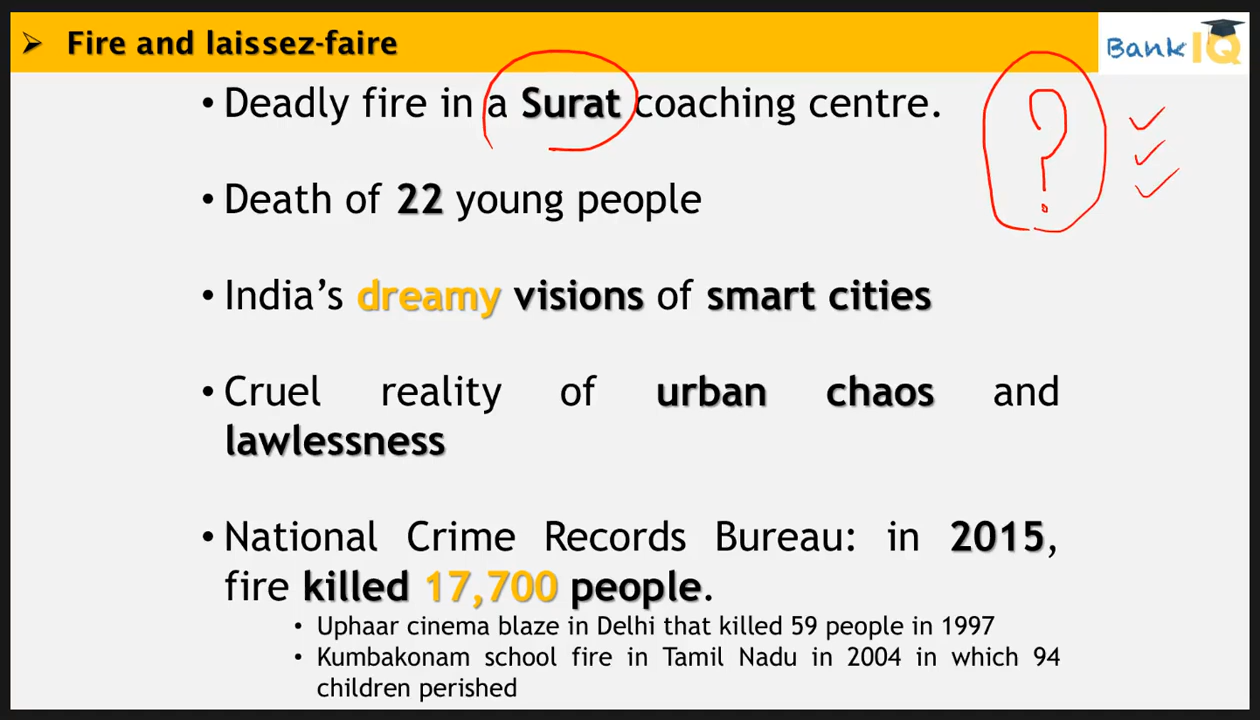 ➤ Fire and laissez-faire
Bank IQ
• Deadly fire in a Surat coaching centre.
?
• Death of 22 young people
• India’s dreamy visions of smart cities
• Cruel reality of urban chaos and
lawlessness
• National Crime Records Bureau: in 2015,
fire killed 17,700 people.
• Uphaar cinema blaze in Delhi that killed 59 people in 1997
• Kumbakonam school fire in Tamil Nadu in 2004 in which 94
children perished